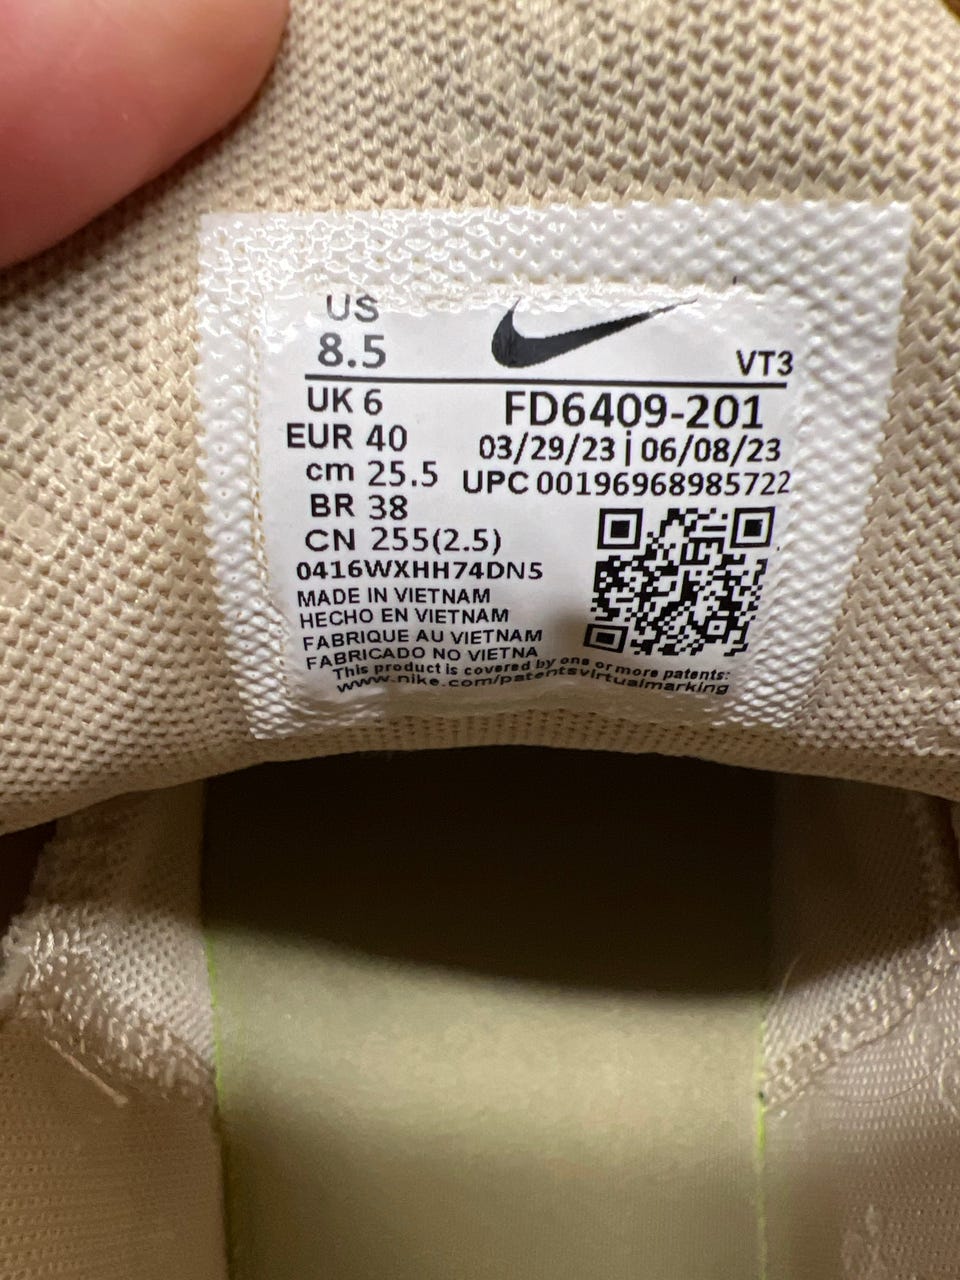 US
8.5
VT3
UK 6
FD6409-201
EUR 40
03/29/23 | 06/08/23
cm 25.5
UPC 00196968985722
BR 38
CN 255(2.5)
0416WXHH74DN5
MADE IN VIETNAM
HECHO EN VIETNAM
FABRIQUE AU VIETNAM
FABRICADO NO VIETNA
This product is covered by one or more patents:
www.nike.com/patentsvirtualmarking